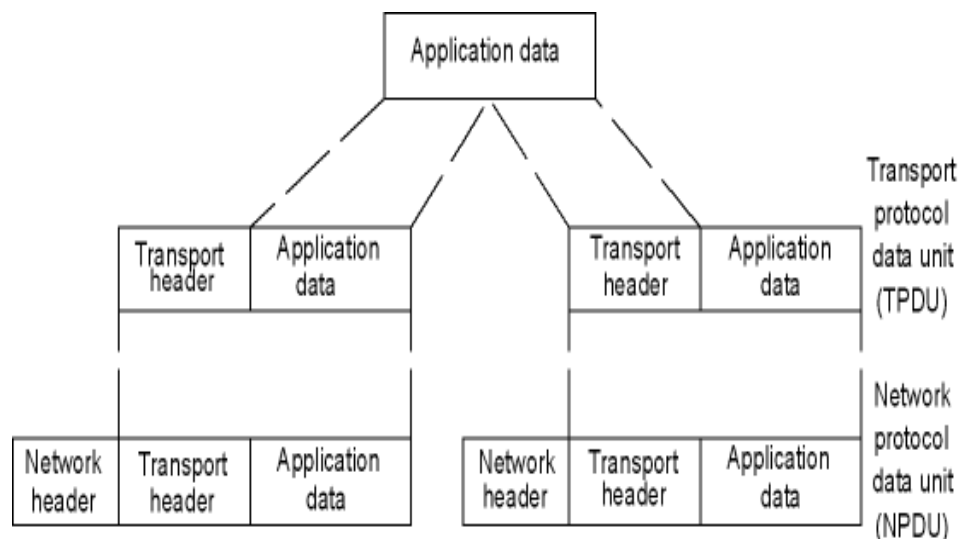 Application data
Transport
header
Application
data
Transport
header
Application
data
Transport
protocol
data unit
(TPDU)
Network
header
Transport
header
Application
data
Network
header
Transport
header
Application
data
Network
protocol
data unit
(NPDU)